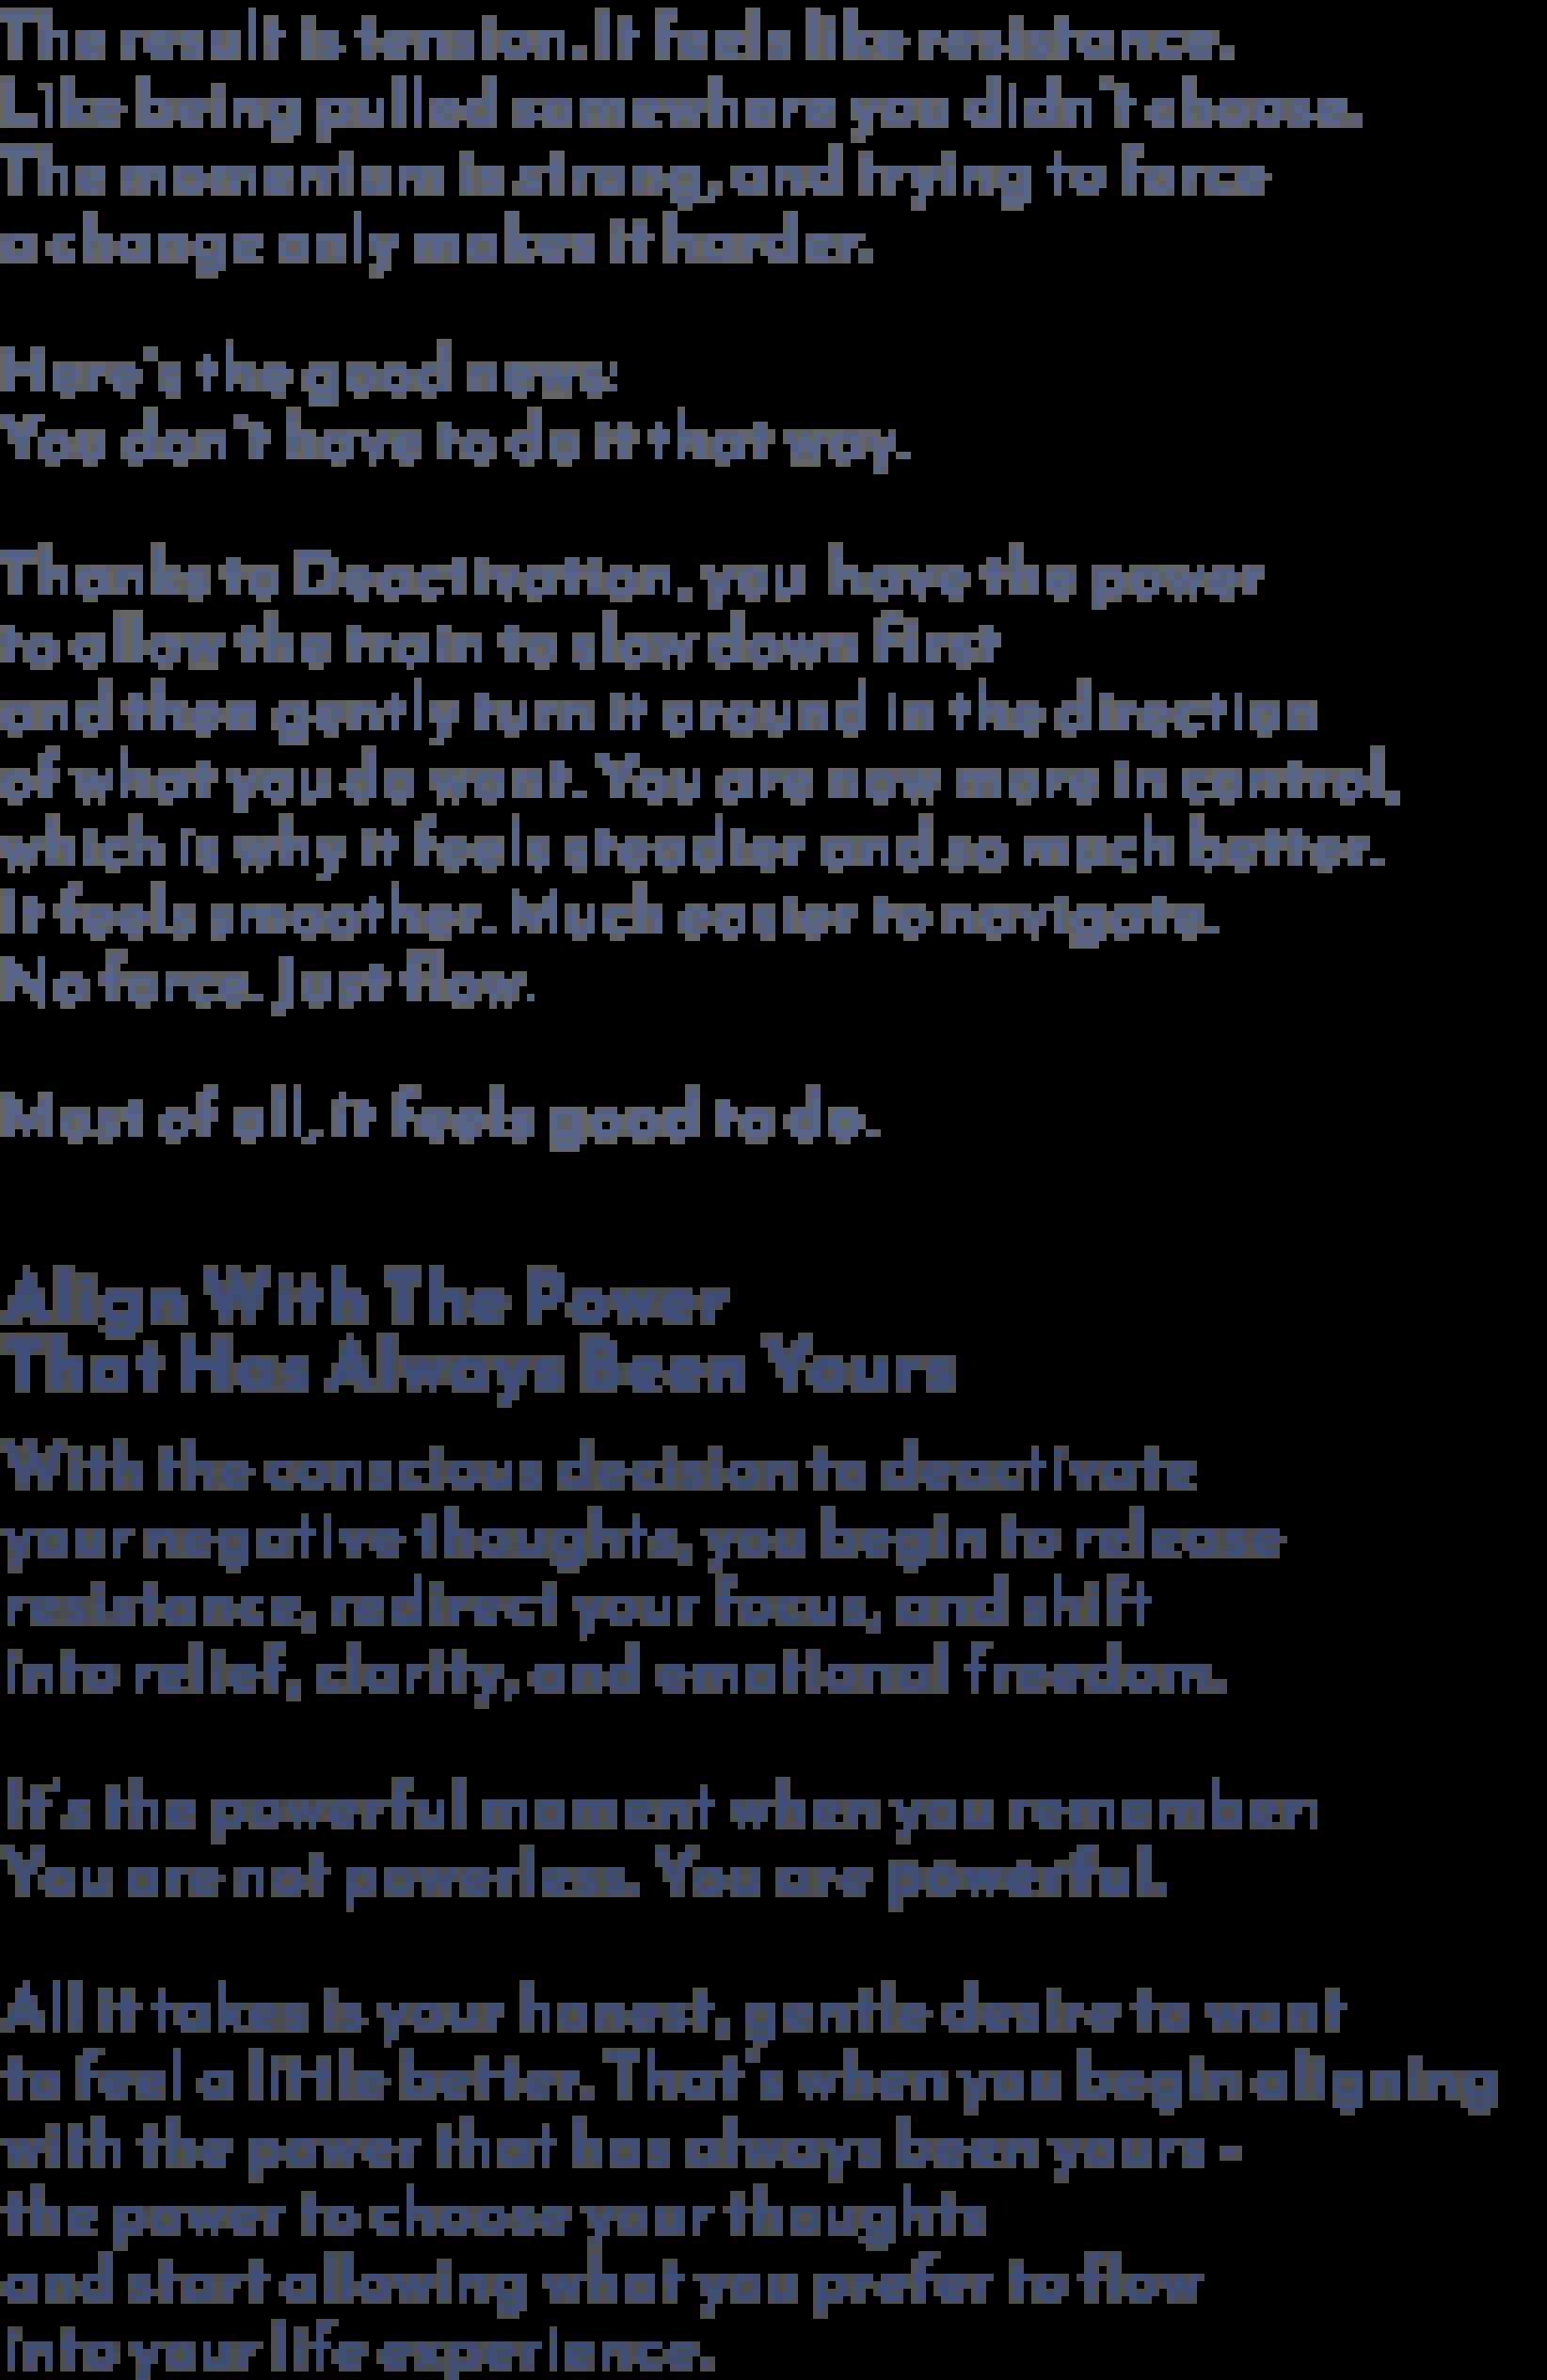 The result is tension. It feels like resistance.
Like being pulled somewhere you didn't choose.
The momentum is strong, and trying to force
a change only makes it harder.
Here's the good news:
You don't have to do it that way.
Thanks to Deactivation, you have the power
to allow the train to slow down first
and then gently turn it around in the direction
of what you do want. You are now more in control,
which is why it feels steadier and so much better.
It feels smoother. Much easier to navigate.
No force. Just flow.
Most of all, it feels good to do.
Align With The Power
That Has Always Been Yours
With the conscious decision to deactivate
your negative thoughts, you begin to release
resistance, redirect your focus, and shift
into relief, clarity, and emotional freedom.
It's the powerful moment when you remember:
You are not powerless. You are powerful.
All it takes is your honest, gentle desire to want
to feel a little better. That's when you begin aligning
with the power that has always been yours -
the power to choose your thoughts
and start allowing what you prefer to flow
into your life experience.